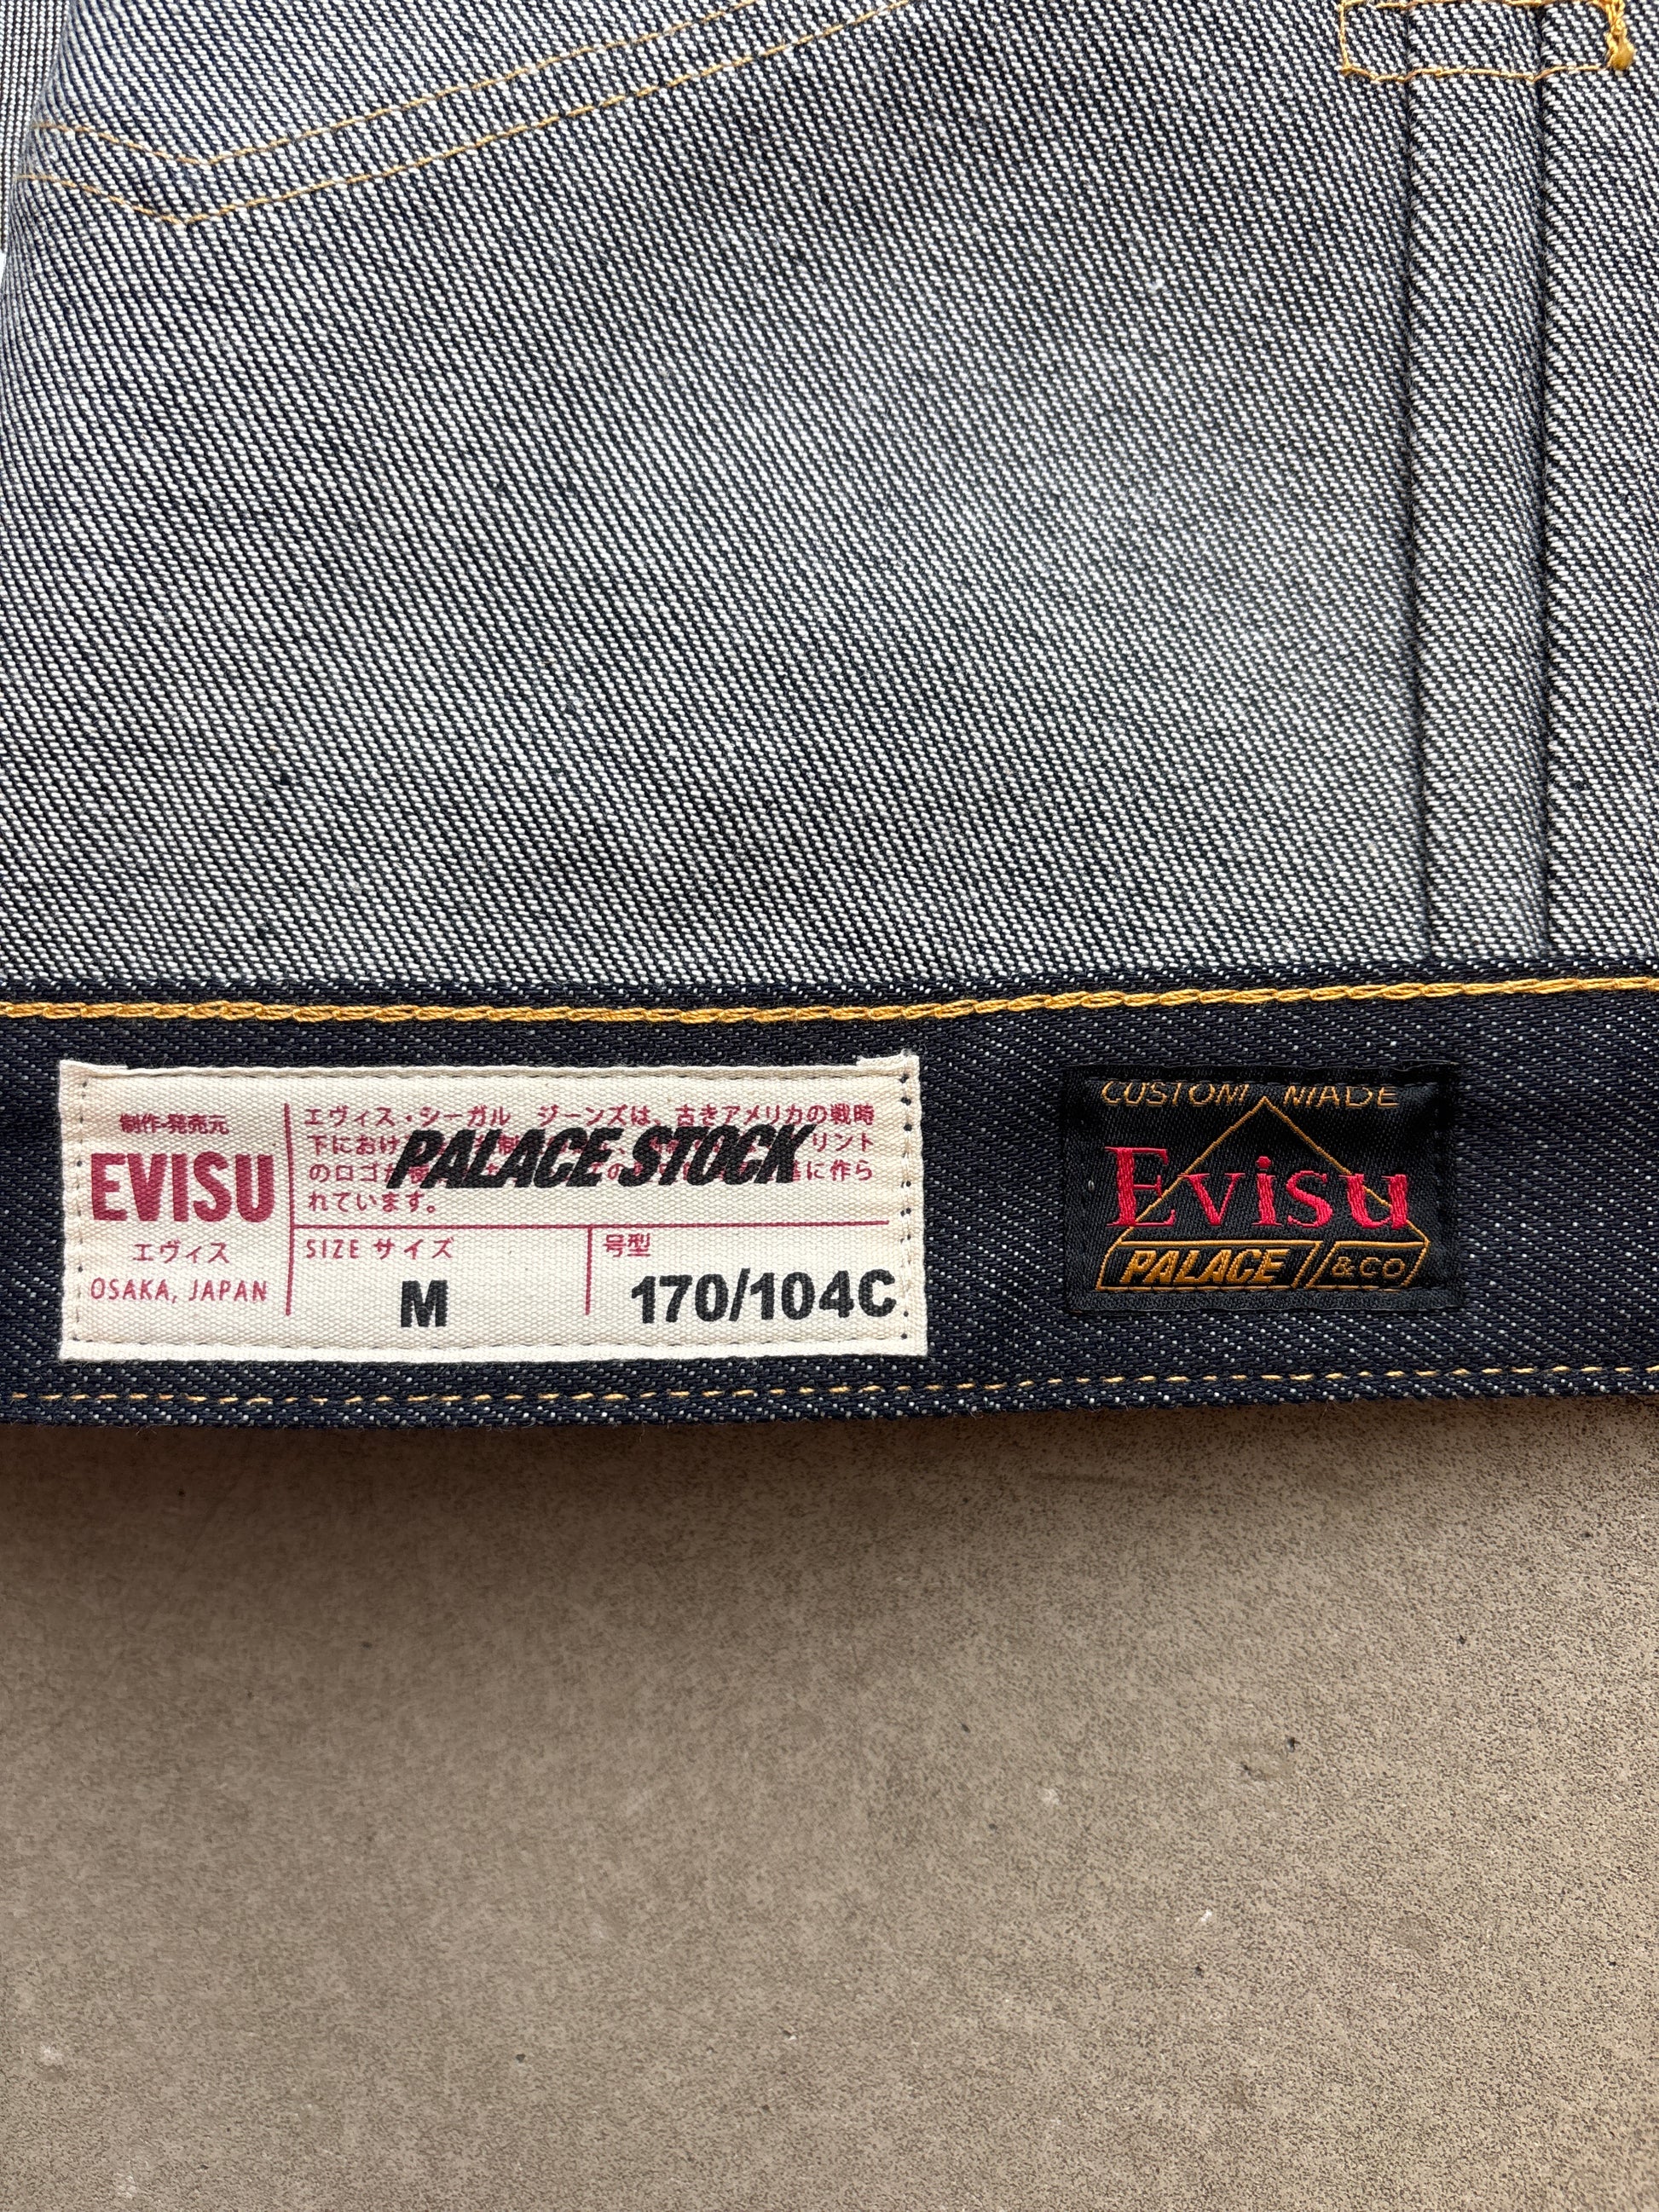 制作・発売元
EVISU
エヴィス
OSAKA, JAPAN
エヴィス・シーガル ジーンズは、古きアメリカの戦時
下におけ
リント
のロゴが
に作ら
れています。
PALACE STOCK
SIZE サイズ
M
号型
170/104C
CUSTOM MADE
Evisu
PALACE &CO